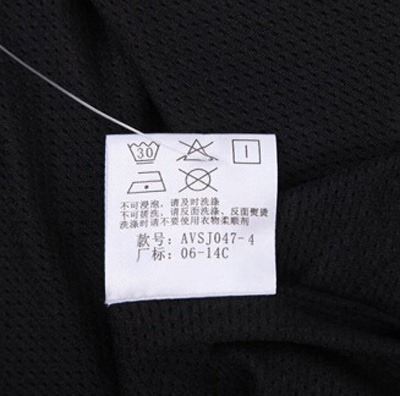 30
不可浸泡，请及时洗涤
不可搓洗，请反面洗涤、反面熨烫
洗涤时请不要使用衣物柔顺剂
款号：AVSJ047-4
厂标：06-14C